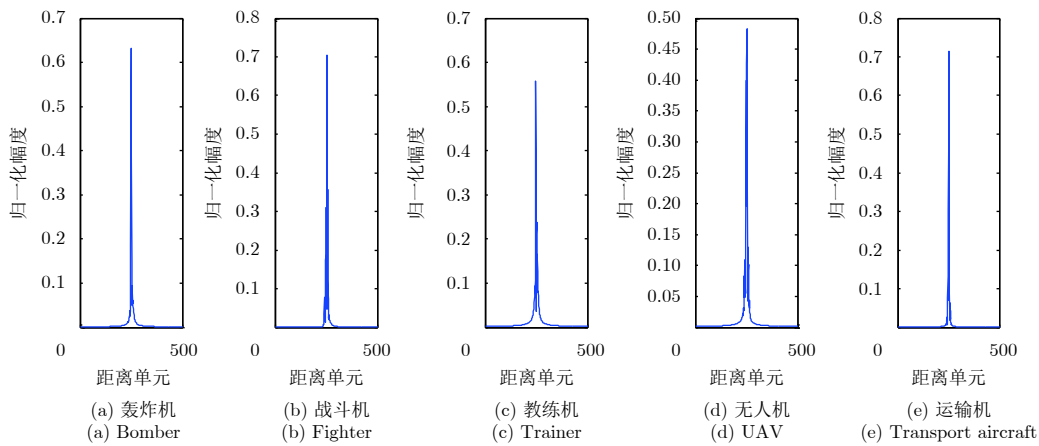 0.7
0.6
0.5
0.4
0.3
0.2
0.1
0
500
归一化幅度
距离单元
(a) 轰炸机
(a) Bomber
0.8
0.7
0.6
0.5
0.4
0.3
0.2
0.1
0
500
归一化幅度
距离单元
(b) 战斗机
(b) Fighter
0.7
0.6
0.5
0.4
0.3
0.2
0.1
0
500
归一化幅度
距离单元
(c) 教练机
(c) Trainer
0.50
0.45
0.40
0.35
0.30
0.25
0.20
0.15
0.10
0.05
0
500
归一化幅度
距离单元
(d) 无人机
(d) UAV
0.8
0.7
0.6
0.5
0.4
0.3
0.2
0.1
0
500
归一化幅度
距离单元
(e) 运输机
(e) Transport aircraft